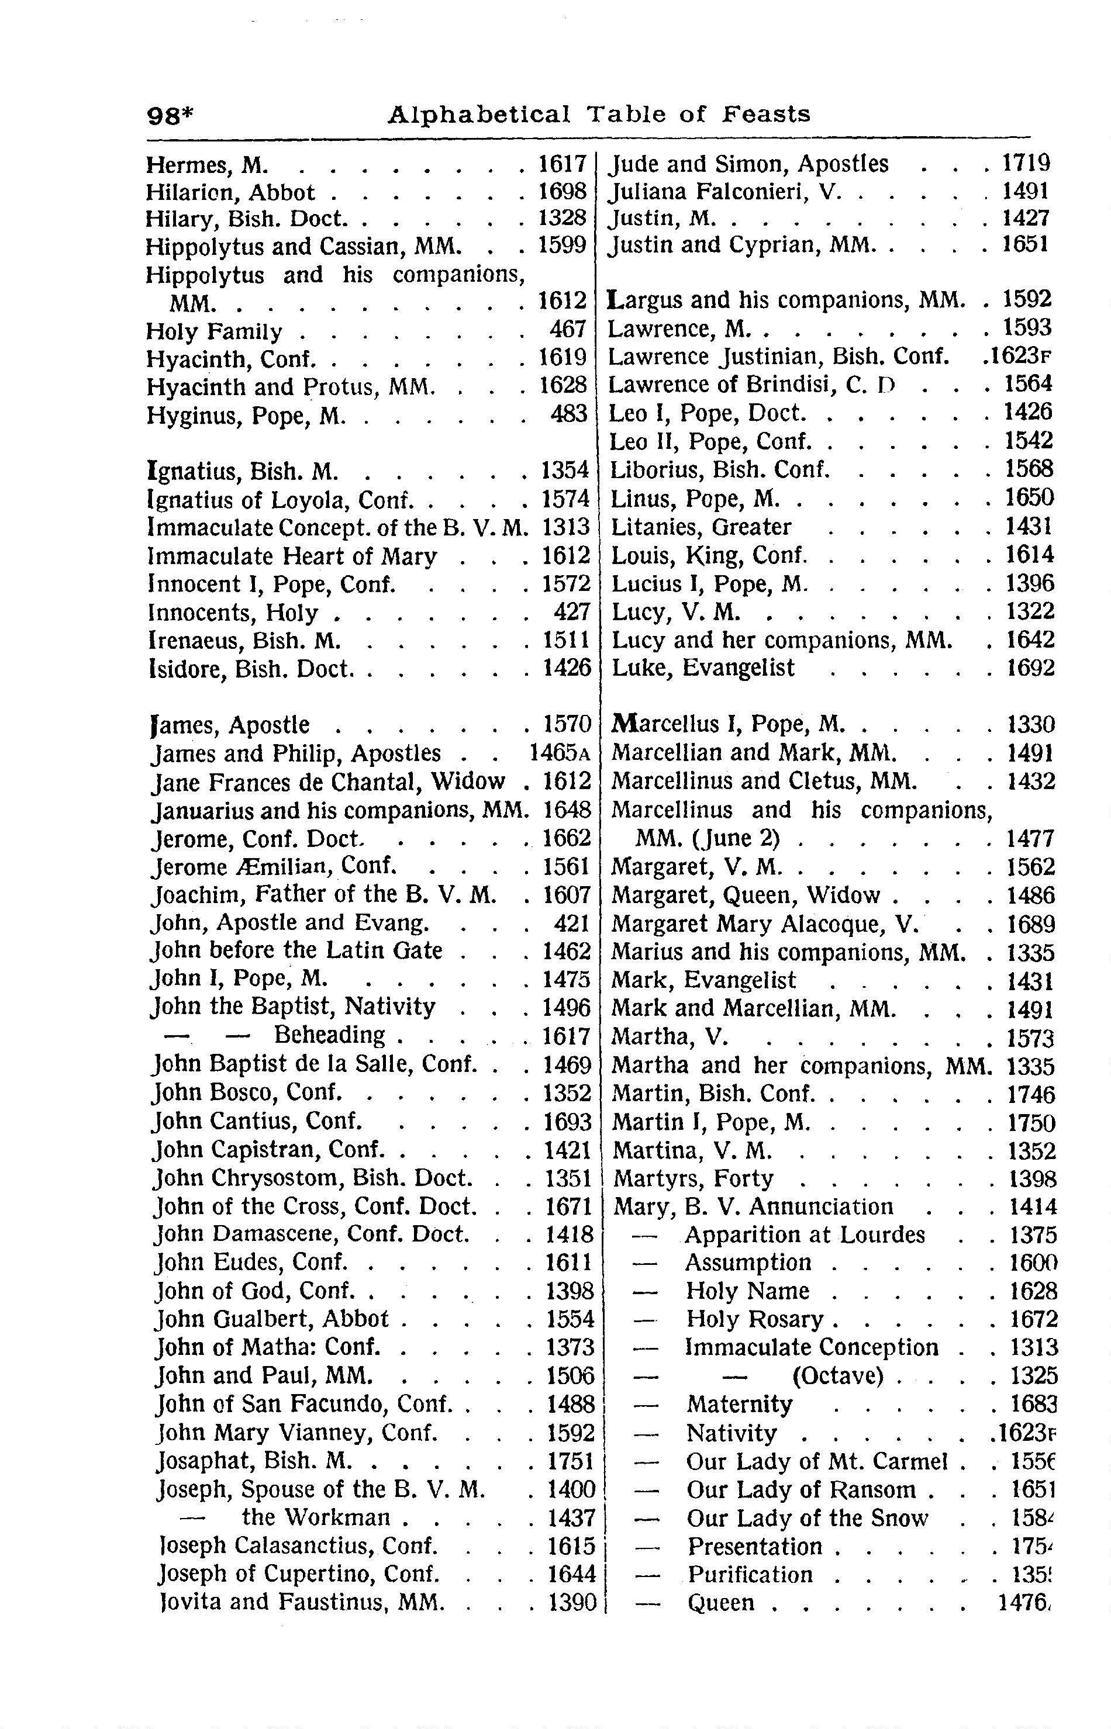 98* Alphabetical Table of Feasts
Hermes, M. . . . . . . . . . 1617
Hilarion, Abbot . . . . . . . 1698
Hilary, Bish. Doct. . . . . . . 1328
Hippolytus and Cassian, MM. . . 1599
Hippolytus and his companions,
MM. . . . . . . . . . . . 1612
Holy Family . . . . . . . . 467
Hyacinth, Conf. . . . . . . . 1619
Hyacinth and Protus, MM. . . . 1628
Hyginus, Pope, M. . . . . . . 483
Ignatius, Bish. M. . . . . . . . 1354
Ignatius of Loyola, Conf. . . . . 1574
Immaculate Concept. of the B. V. M. 1313
Immaculate Heart of Mary . . . 1612
Innocent I, Pope, Conf. . . . . 1572
Innocents, Holy . . . . . . . 427
Irenaeus, Bish. M. . . . . . . 1511
Isidore, Bish. Doct. . . . . . . 1426
James, Apostle . . . . . . . 1570
James and Philip, Apostles . . 1465A
Jane Frances de Chantal, Widow . 1612
Januarius and his companions, MM. 1648
Jerome, Conf. Doct. . . . . . 1662
Jerome Æmilian, Conf. . . . . 1561
Joachim, Father of the B. V. M. . 1607
John, Apostle and Evang. . . . 421
John before the Latin Gate . . . 1462
John I, Pope, M. . . . . . . 1475
John the Baptist, Nativity . . . 1496
— — Beheading . . . . . 1617
John Baptist de la Salle, Conf. . . 1469
John Bosco, Conf. . . . . . . 1352
John Cantius, Conf. . . . . . 1693
John Capistran, Conf. . . . . . 1421
John Chrysostom, Bish. Doct. . . 1351
John of the Cross, Conf. Doct. . . 1671
John Damascene, Conf. Doct. . . 1418
John Eudes, Conf. . . . . . . 1611
John of God, Conf. . . . . . . 1398
John Gualbert, Abbot . . . . . 1554
John of Matha: Conf. . . . . . 1373
John and Paul, MM. . . . . . 1506
John of San Facundo, Conf. . . . 1488
John Mary Vianney, Conf. . . . 1592
Josaphat, Bish. M. . . . . . . 1751
Joseph, Spouse of the B. V. M. . 1400
— the Workman . . . . . 1437
Joseph Calasanctius, Conf. . . . 1615
Joseph of Cupertino, Conf. . . . 1644
Jovita and Faustinus, MM. . . . 1390
Jude and Simon, Apostles . . . 1719
Juliana Falconieri, V. . . . . . 1491
Justin, M. . . . . . . . . . 1427
Justin and Cyprian, MM. . . . . 1651
Largus and his companions, MM. . 1592
Lawrence, M. . . . . . . . . 1593
Lawrence Justinian, Bish. Conf. .1623F
Lawrence of Brindisi, C. D . . . 1564
Leo I, Pope, Doct. . . . . . . 1426
Leo II, Pope, Conf. . . . . . . 1542
Liborius, Bish. Conf. . . . . . 1568
Linus, Pope, M. . . . . . . . 1650
Litanies, Greater . . . . . . 1431
Louis, King, Conf. . . . . . . 1614
Lucius I, Pope, M. . . . . . . 1396
Lucy, V. M. . . . . . . . . 1322
Lucy and her companions, MM. . 1642
Luke, Evangelist . . . . . . 1692
Marcellus I, Pope, M. . . . . . 1330
Marcellian and Mark, MM. . . . 1491
Marcellinus and Cletus, MM. . . 1432
Marcellinus and his companions,
MM. (June 2) . . . . . . . 1477
Margaret, V. M. . . . . . . . 1562
Margaret, Queen, Widow . . . . 1486
Margaret Mary Alacoque, V. . . 1689
Marius and his companions, MM. . 1335
Mark, Evangelist . . . . . . 1431
Mark and Marcellian, MM. . . . 1491
Martha, V. . . . . . . . . 1573
Martha and her companions, MM. 1335
Martin, Bish. Conf. . . . . . . 1746
Martin I, Pope, M. . . . . . . 1750
Martina, V. M. . . . . . . . 1352
Martyrs, Forty . . . . . . . 1398
Mary, B. V. Annunciation . . . 1414
— Apparition at Lourdes . . 1375
— Assumption . . . . . . 1600
— Holy Name . . . . . . 1628
— Holy Rosary . . . . . . 1672
— Immaculate Conception . . 1313
— — (Octave) . . . . 1325
— Maternity . . . . . . 1683
— Nativity . . . . . . .1623F
— Our Lady of Mt. Carmel . . 1556
— Our Lady of Ransom . . . 1651
— Our Lady of the Snow . .
— Presentation . . . . . .
— Purification . . . . . .
— Queen . . . . . . . 1476